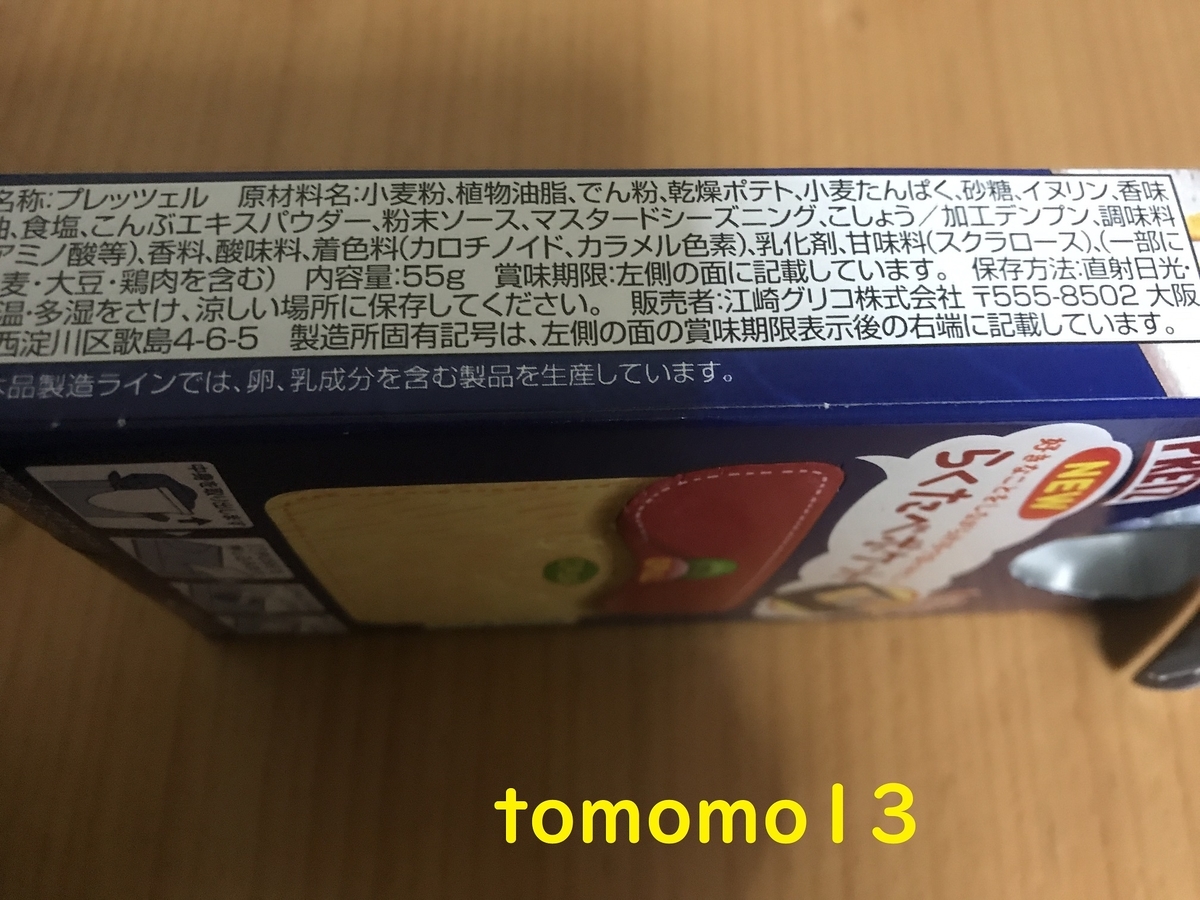 名称:プレッツェル 原材料名:小麦粉、植物油脂、でん粉、乾燥ポテト、小麦たんぱく、砂糖、イヌリン、香味
油、食塩、こんぶエキスパウダー、粉末ソース、マスタードシーズニング、こしょう/加工デンプン、調味料
アミノ酸等)、香料、酸味料、着色料(カロチノイド、カラメル色素)、乳化剤、甘味料(スクラロース)、(一部に
麦・大豆・鶏肉を含む) 内容量:55g 賞味期限:左側の面に記載しています。 保存方法:直射日光・
温・多湿をさけ、涼しい場所に保存してください。 販売者:江崎グリコ株式会社 〒555-8502 大阪
西淀川区歌島4-6-5 製造所固有記号は、左側の面の賞味期限表示後の右端に記載しています。
本品製造ラインでは、卵、乳成分を含む製品を生産しています。
PRETZ
NEW
らくたべポケット
tomomo13